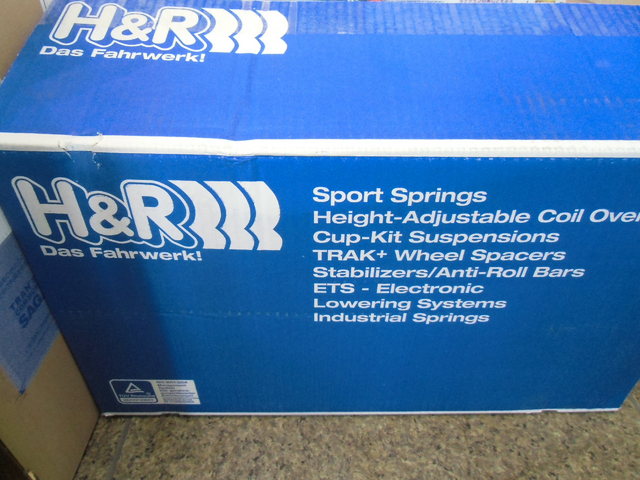 H&R
Das Fahrwerk!
H&R
Das Fahrwerk!
Sport Springs
Height-Adjustable Coil Over
Cup-Kit Suspensions
TRAK+ Wheel Spacers
Stabilizers/Anti-Roll Bars
ETS - Electronic
Lowering Systems
Industrial Springs